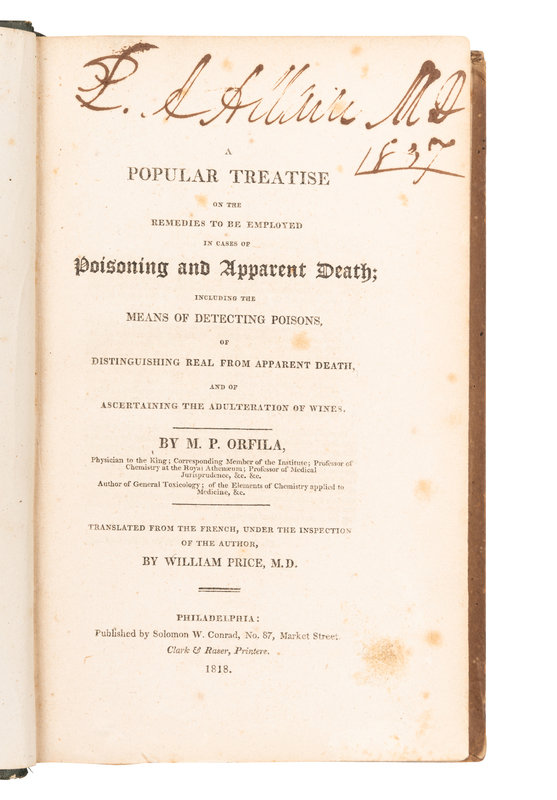 A
POPULAR TREATISE
ON THE
REMEDIES TO BE EMPLOYED
IN CASES OF
Poisoning and Apparent Death;
INCLUDING THE
MEANS OF DETECTING POISONS,
OF
DISTINGUISHING REAL FROM APPARENT DEATH,
AND OF
ASCERTAINING THE ADULTERATION OF WINES.
BY M. P. ORFILA,
Physician to the King; Corresponding Member of the Institute; Professor of
Chemistry at the Royal Athenæum; Professor of Medical
Jurisprudence, &c. &c.
Author of General Toxicology; of the Elements of Chemistry applied to
Medicine, &c.
TRANSLATED FROM THE FRENCH, UNDER THE INSPECTION
OF THE AUTHOR,
BY WILLIAM PRICE, M.D.
PHILADELPHIA:
Published by Solomon W. Conrad, No. 87, Market Street.
Clark & Raser, Printers.
1818.
A MD
1837